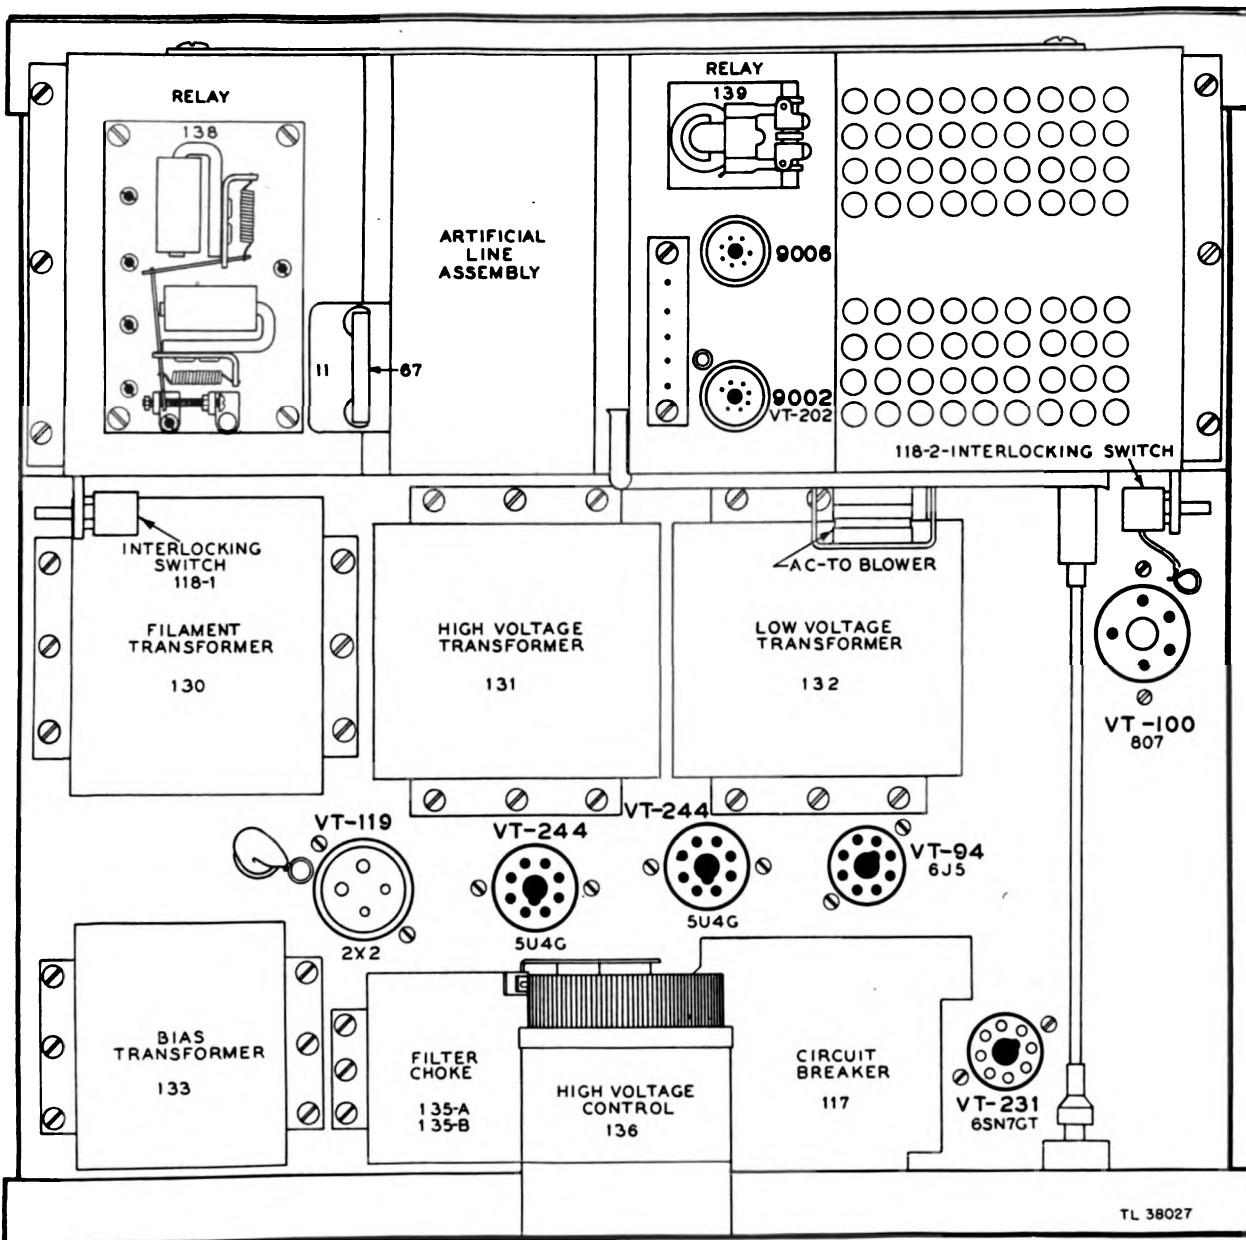 RELAY
138
RELAY
139
ARTIFICIAL
LINE
ASSEMBLY
9006
11
67
9002
VT-202
118-2-INTERLOCKING SWITCH
INTERLOCKING
SWITCH
118-1
AC-TO BLOWER
FILAMENT
TRANSFORMER
130
HIGH VOLTAGE
TRANSFORMER
131
LOW VOLTAGE
TRANSFORMER
132
VT-100
807
VT-119
2X2
VT-244
5U4G
VT-244
5U4G
VT-94
6J5
BIAS
TRANSFORMER
133
FILTER
CHOKE
135-A
135-B
HIGH VOLTAGE
CONTROL
136
CIRCUIT
BREAKER
117
VT-231
6SN7GT
TL 38027